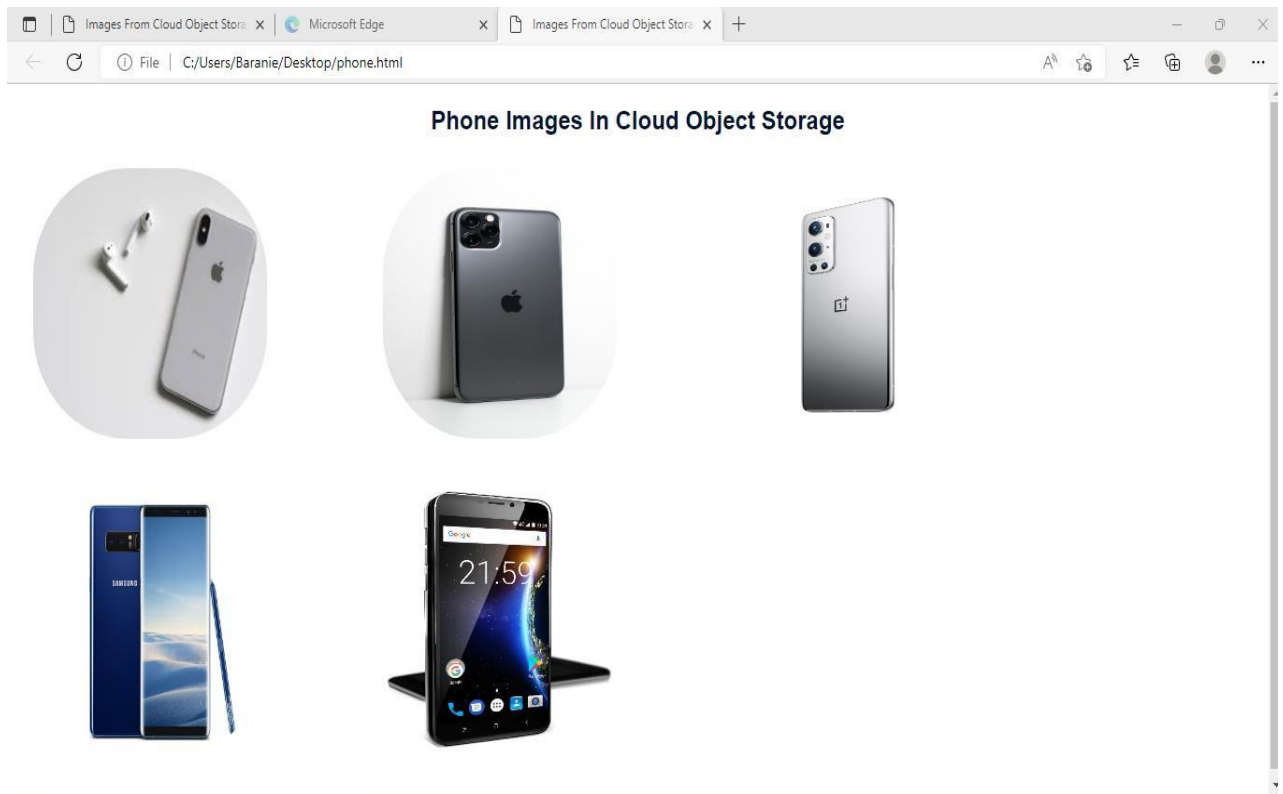 Images From Cloud Object Stora
Microsoft Edge
Images From Cloud Object Stora
File | C:/Users/Baranie/Desktop/phone.html
Phone Images In Cloud Object Storage
iPhone
SAMSUNG
Google
21:59